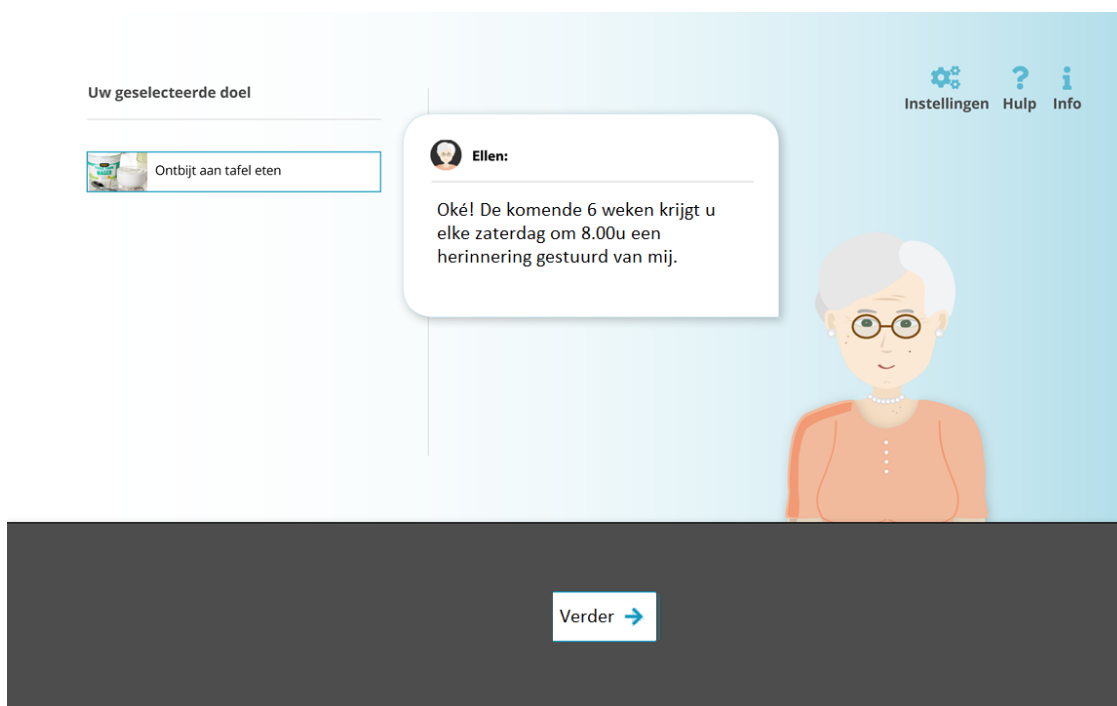 Uw geselecteerde doel
Instellingen Hulp Info
Ontbijt aan tafel eten
Ellen:
Oké! De komende 6 weken krijgt u
elke zaterdag om 8.00u een
herinnering gestuurd van mij.
Verder